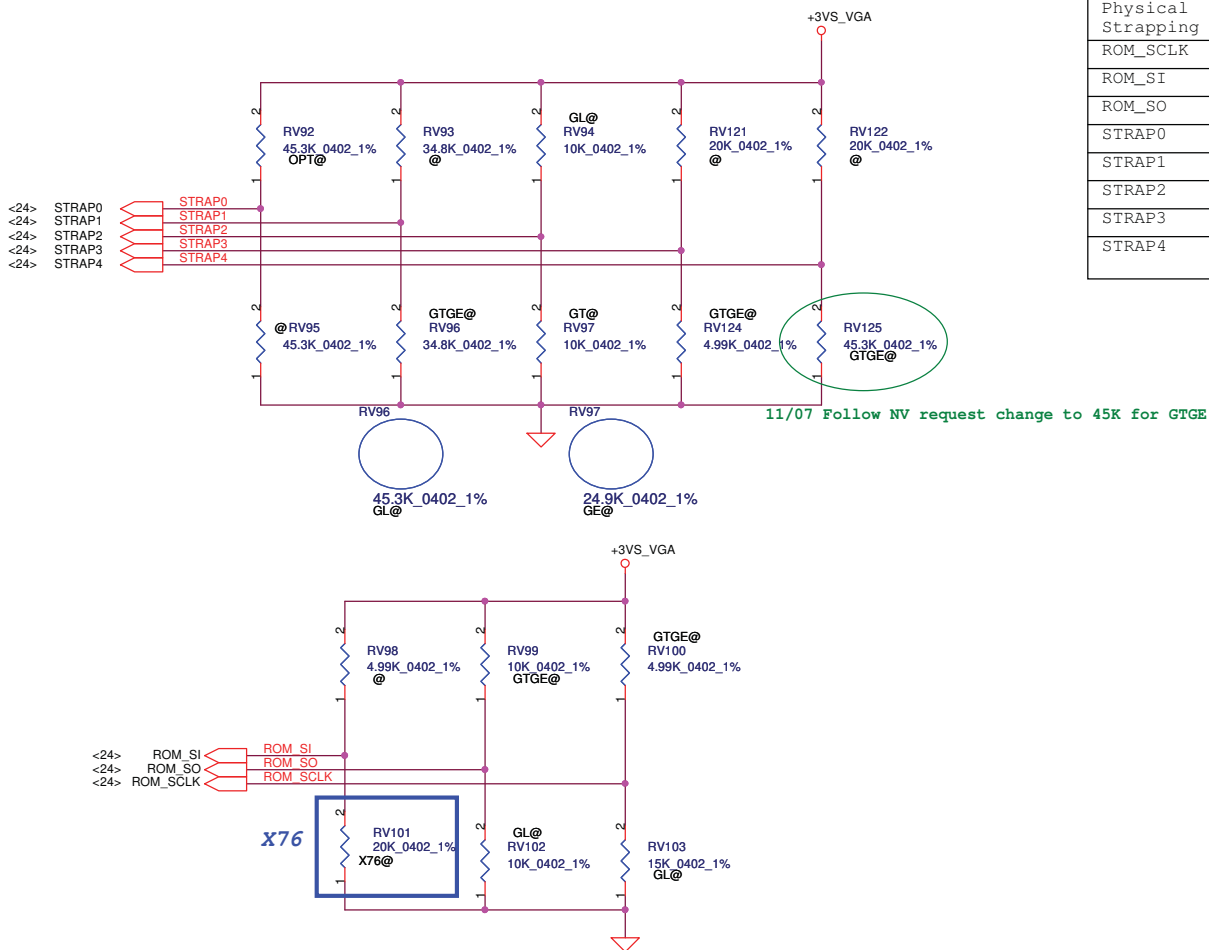 Physical
Strapping
ROM_SCLK
ROM_SI
ROM_SO
STRAP0
STRAP1
STRAP2
STRAP3
STRAP4
+3VS_VGA
2
RV92
45.3K_0402_1%
OPT@
1
2
RV93
34.8K_0402_1%
@
1
GL@
2
RV94
10K_0402_1%
1
2
RV121
20K_0402_1%
@
1
2
RV122
20K_0402_1%
@
1
<24> STRAP0 STRAP0
<24> STRAP1 STRAP1
<24> STRAP2 STRAP2
<24> STRAP3 STRAP3
<24> STRAP4 STRAP4
2
@RV95
45.3K_0402_1%
1
GTGE@
2
RV96
34.8K_0402_1%
1
GT@
2
RV97
10K_0402_1%
1
GTGE@
2
RV124
4.99K_0402_1%
1
2
RV125
45.3K_0402_1%
GTGE@
1
11/07 Follow NV request change to 45K for GTGE
RV96
45.3K_0402_1%
GL@
RV97
24.9K_0402_1%
GE@
+3VS_VGA
2
RV98
4.99K_0402_1%
@
1
2
RV99
10K_0402_1%
GTGE@
1
GTGE@
2
RV100
4.99K_0402_1%
1
<24> ROM_SI ROM_SI
<24> ROM_SO ROM_SO
<24> ROM_SCLK ROM_SCLK
X76
2
RV101
20K_0402_1%
X76@
1
GL@
2
RV102
10K_0402_1%
1
2
RV103
15K_0402_1%
GL@
1